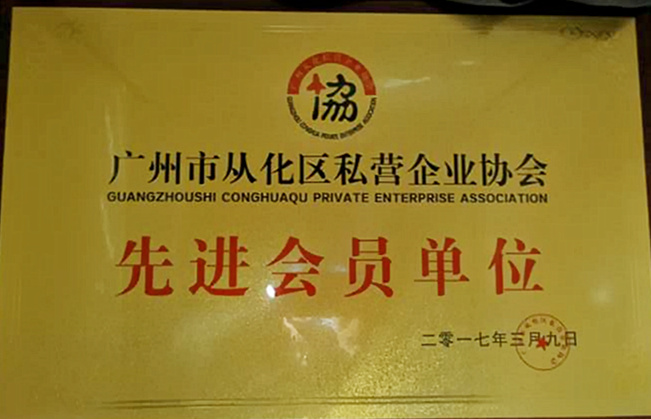 協
广州市从化区私营企业协会
GUANGZHOUSHI CONGHUAQU PRIVATE ENTERPRISE ASSOCIATION
先进会员单位
二零一七年三月九日